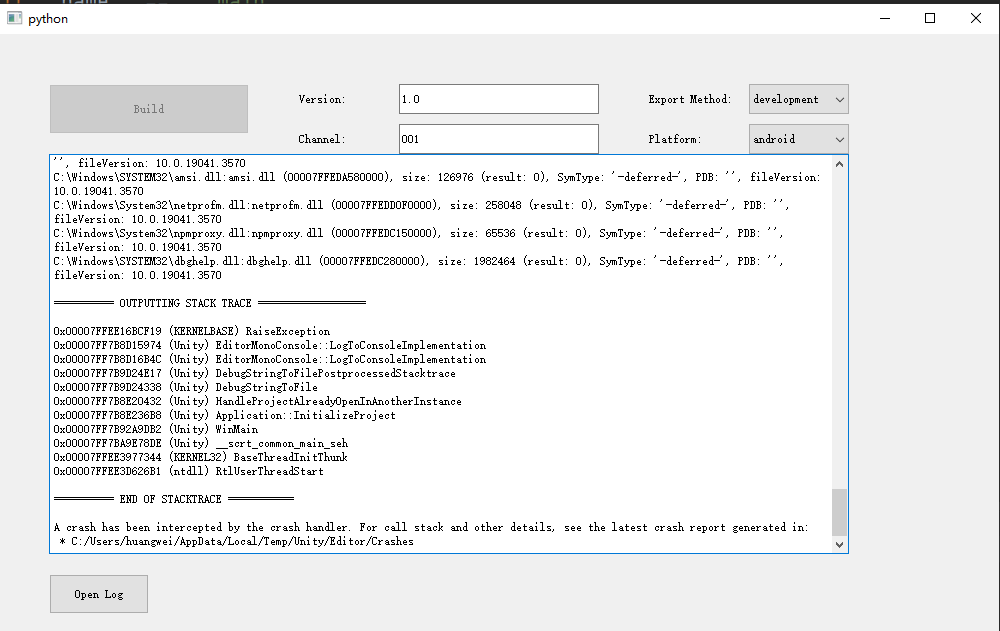 python
Build
Version:
1.0
Export Method:
development
Channel:
001
Platform:
android
'', fileVersion: 10.0.19041.3570
C:\Windows\SYSTEM32\amsi.dll:amsi.dll (00007FFEDA580000), size: 126976 (result: 0), SymType: '-deferred-', PDB: '', fileVersion:
10.0.19041.3570
C:\Windows\System32\netprofm.dll:netprofm.dll (00007FFEDD0F0000), size: 258048 (result: 0), SymType: '-deferred-', PDB: '',
fileVersion: 10.0.19041.3570
C:\Windows\System32\npmproxy.dll:npmproxy.dll (00007FFEDC150000), size: 65536 (result: 0), SymType: '-deferred-', PDB: '',
fileVersion: 10.0.19041.3570
C:\Windows\SYSTEM32\dbghelp.dll:dbghelp.dll (00007FFEDC280000), size: 1982464 (result: 0), SymType: '-deferred-', PDB: '',
fileVersion: 10.0.19041.3570
========== OUTPUTTING STACK TRACE ==================
0x00007FFEE16BCF19 (KERNELBASE) RaiseException
0x00007FF7B8D15974 (Unity) EditorMonoConsole::LogToConsoleImplementation
0x00007FF7B8D16B4C (Unity) EditorMonoConsole::LogToConsoleImplementation
0x00007FF7B9D24E17 (Unity) DebugStringToFilePostprocessedStacktrace
0x00007FF7B9D24338 (Unity) DebugStringToFile
0x00007FF7B8E20432 (Unity) HandleProjectAlreadyOpenInAnotherInstance
0x00007FF7B8E236B8 (Unity) Application::InitializeProject
0x00007FF7B92A9DB2 (Unity) WinMain
0x00007FF7BA9E78DE (Unity) __scrt_common_main_seh
0x00007FFEE3977344 (KERNEL32) BaseThreadInitThunk
0x00007FFEE3D626B1 (ntdll) RtlUserThreadStart
========== END OF STACKTRACE ===========
A crash has been intercepted by the crash handler. For call stack and other details, see the latest crash report generated in:
* C:/Users/huangwei/AppData/Local/Temp/Unity/Editor/Crashes
Open Log